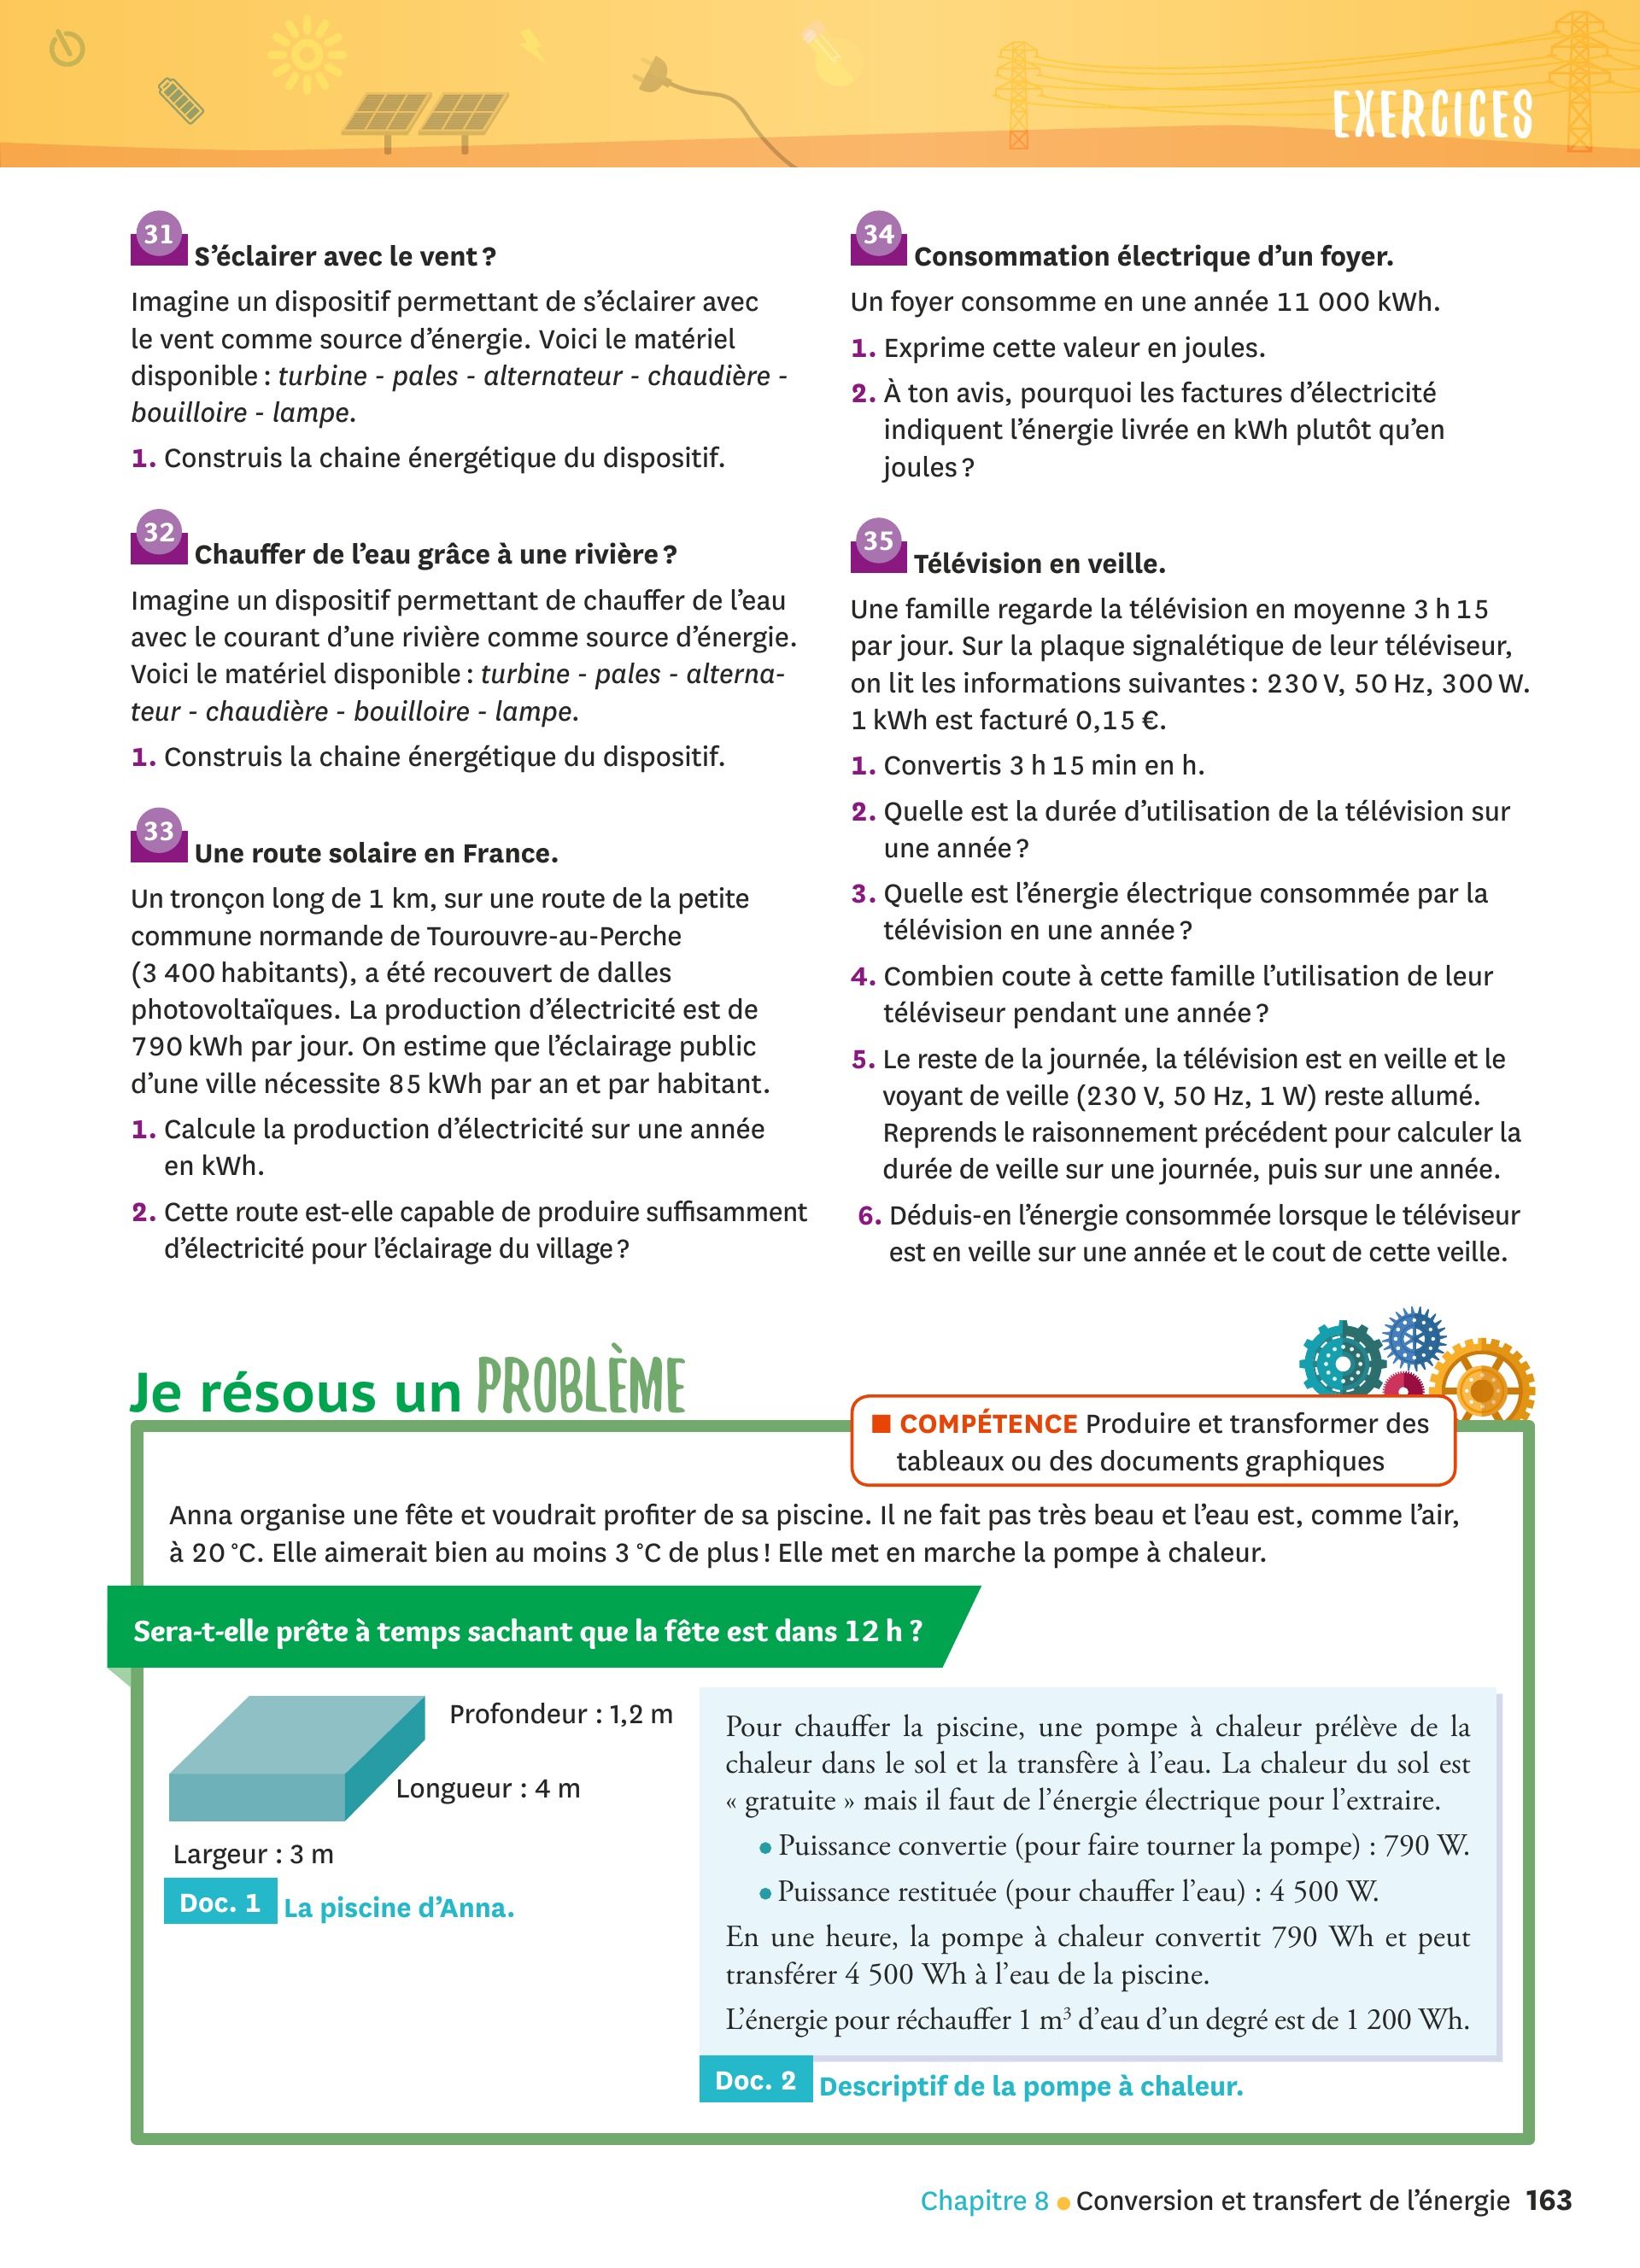 EXERCICES
31 S’éclairer avec le vent ?
Imagine un dispositif permettant de s’éclairer avec
le vent comme source d’énergie. Voici le matériel
disponible : turbine - pales - alternateur - chaudière -
bouilloire - lampe.
1. Construis la chaine énergétique du dispositif.
32 Chauffer de l’eau grâce à une rivière ?
Imagine un dispositif permettant de chauffer de l’eau
avec le courant d’une rivière comme source d’énergie.
Voici le matériel disponible : turbine - pales - alterna-
teur - chaudière - bouilloire - lampe.
1. Construis la chaine énergétique du dispositif.
33 Une route solaire en France.
Un tronçon long de 1 km, sur une route de la petite
commune normande de Tourouvre-au-Perche
(3 400 habitants), a été recouvert de dalles
photovoltaïques. La production d’électricité est de
790 kWh par jour. On estime que l’éclairage public
d’une ville nécessite 85 kWh par an et par habitant.
1. Calcule la production d’électricité sur une année
en kWh.
2. Cette route est-elle capable de produire suffisamment
d’électricité pour l’éclairage du village ?
34 Consommation électrique d’un foyer.
Un foyer consomme en une année 11 000 kWh.
1. Exprime cette valeur en joules.
2. À ton avis, pourquoi les factures d’électricité
indiquent l’énergie livrée en kWh plutôt qu’en
joules ?
35 Télévision en veille.
Une famille regarde la télévision en moyenne 3 h 15
par jour. Sur la plaque signalétique de leur téléviseur,
on lit les informations suivantes : 230 V, 50 Hz, 300 W.
1 kWh est facturé 0,15 €.
1. Convertis 3 h 15 min en h.
2. Quelle est la durée d’utilisation de la télévision sur
une année ?
3. Quelle est l’énergie électrique consommée par la
télévision en une année ?
4. Combien coute à cette famille l’utilisation de leur
téléviseur pendant une année ?
5. Le reste de la journée, la télévision est en veille et le
voyant de veille (230 V, 50 Hz, 1 W) reste allumé.
Reprends le raisonnement précédent pour calculer la
durée de veille sur une journée, puis sur une année.
6. Déduis-en l’énergie consommée lorsque le téléviseur
est en veille sur une année et le cout de cette veille.
Je résous un PROBLÈME
■ COMPÉTENCE Produire et transformer des
tableaux ou des documents graphiques
Anna organise une fête et voudrait profiter de sa piscine. Il ne fait pas très beau et l’eau est, comme l’air,
à 20 °C. Elle aimerait bien au moins 3 °C de plus ! Elle met en marche la pompe à chaleur.
Sera-t-elle prête à temps sachant que la fête est dans 12 h ?
Profondeur : 1,2 m
Longueur : 4 m
Largeur : 3 m
Doc. 1 La piscine d’Anna.
Pour chauffer la piscine, une pompe à chaleur prélève de la
chaleur dans le sol et la transfère à l’eau. La chaleur du sol est
« gratuite » mais il faut de l’énergie électrique pour l’extraire.
• Puissance convertie (pour faire tourner la pompe) : 790 W.
• Puissance restituée (pour chauffer l’eau) : 4 500 W.
En une heure, la pompe à chaleur convertit 790 Wh et peut
transférer 4 500 Wh à l’eau de la piscine.
L’énergie pour réchauffer 1 m³ d’eau d’un degré est de 1 200 Wh.
Doc. 2 Descriptif de la pompe à chaleur.
Chapitre 8 • Conversion et transfert de l’énergie 163